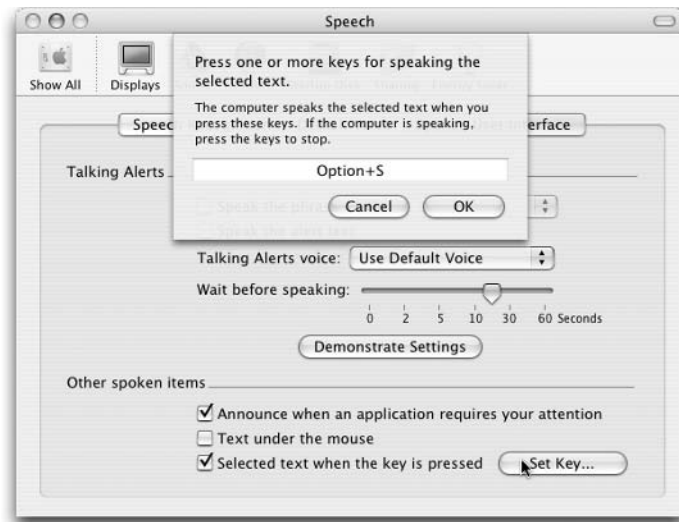 Speech
Press one or more keys for speaking the
selected text.
The computer speaks the selected text when you
press these keys. If the computer is speaking,
press the keys to stop.
Option+S
Cancel OK
Show All Displays
Talking Alerts
Speak the alert text
Talking Alerts voice: Use Default Voice
Wait before speaking:
0 2 5 10 30 60 Seconds
Demonstrate Settings
Other spoken items
Announce when an application requires your attention
Text under the mouse
Selected text when the key is pressed Set Key...